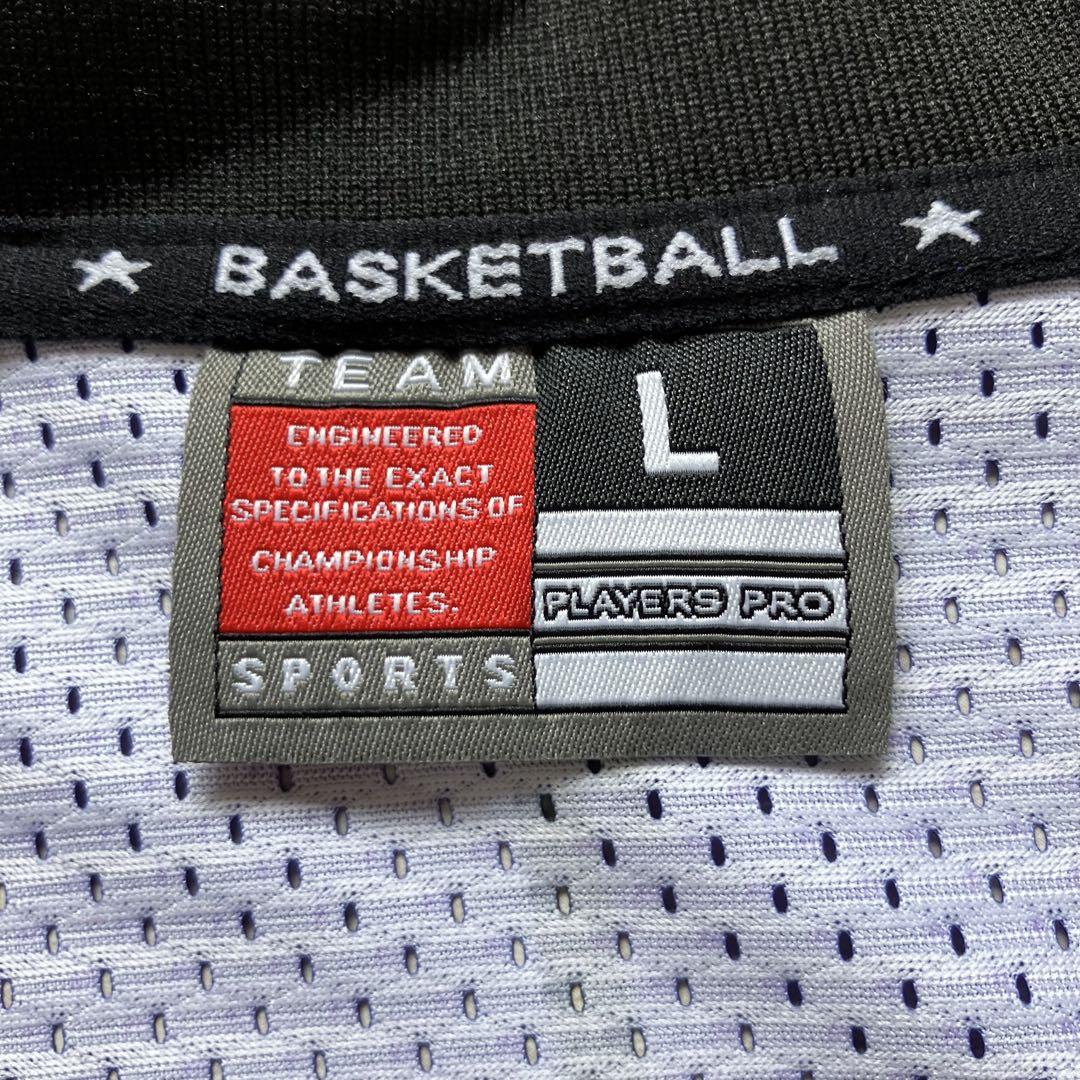 ★ BASKETBALL ★
TEAM
ENGINEERED
TO THE EXACT
SPECIFICATIONS OF
CHAMPIONSHIP
ATHLETES.
SPORTS
L
PLAYERS PRO